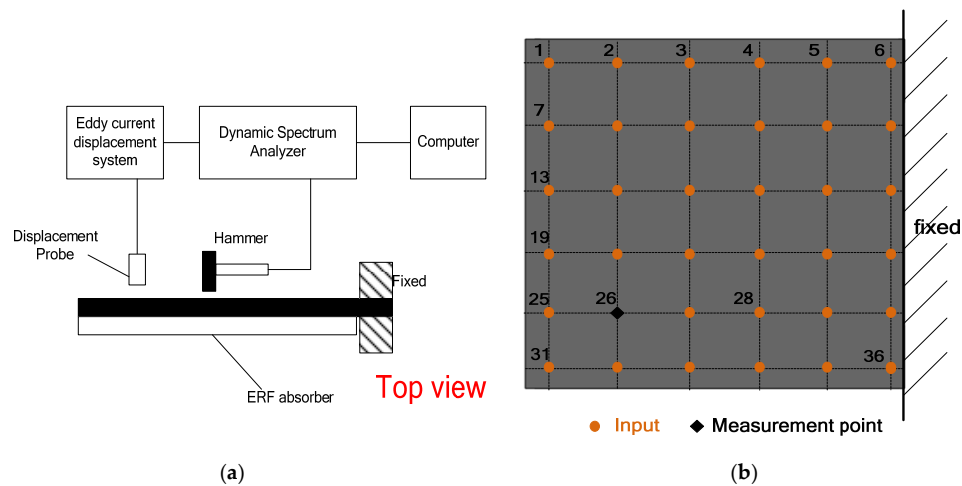 Eddy current
displacement
system
Dynamic Spectrum
Analyzer
Computer
Displacement
Probe
Hammer
Fixed
ERF absorber
Top view
(a)
1 2 3 4 5 6
7
13
19
25 26 28
31 36
fixed
Input Measurement point
(b)